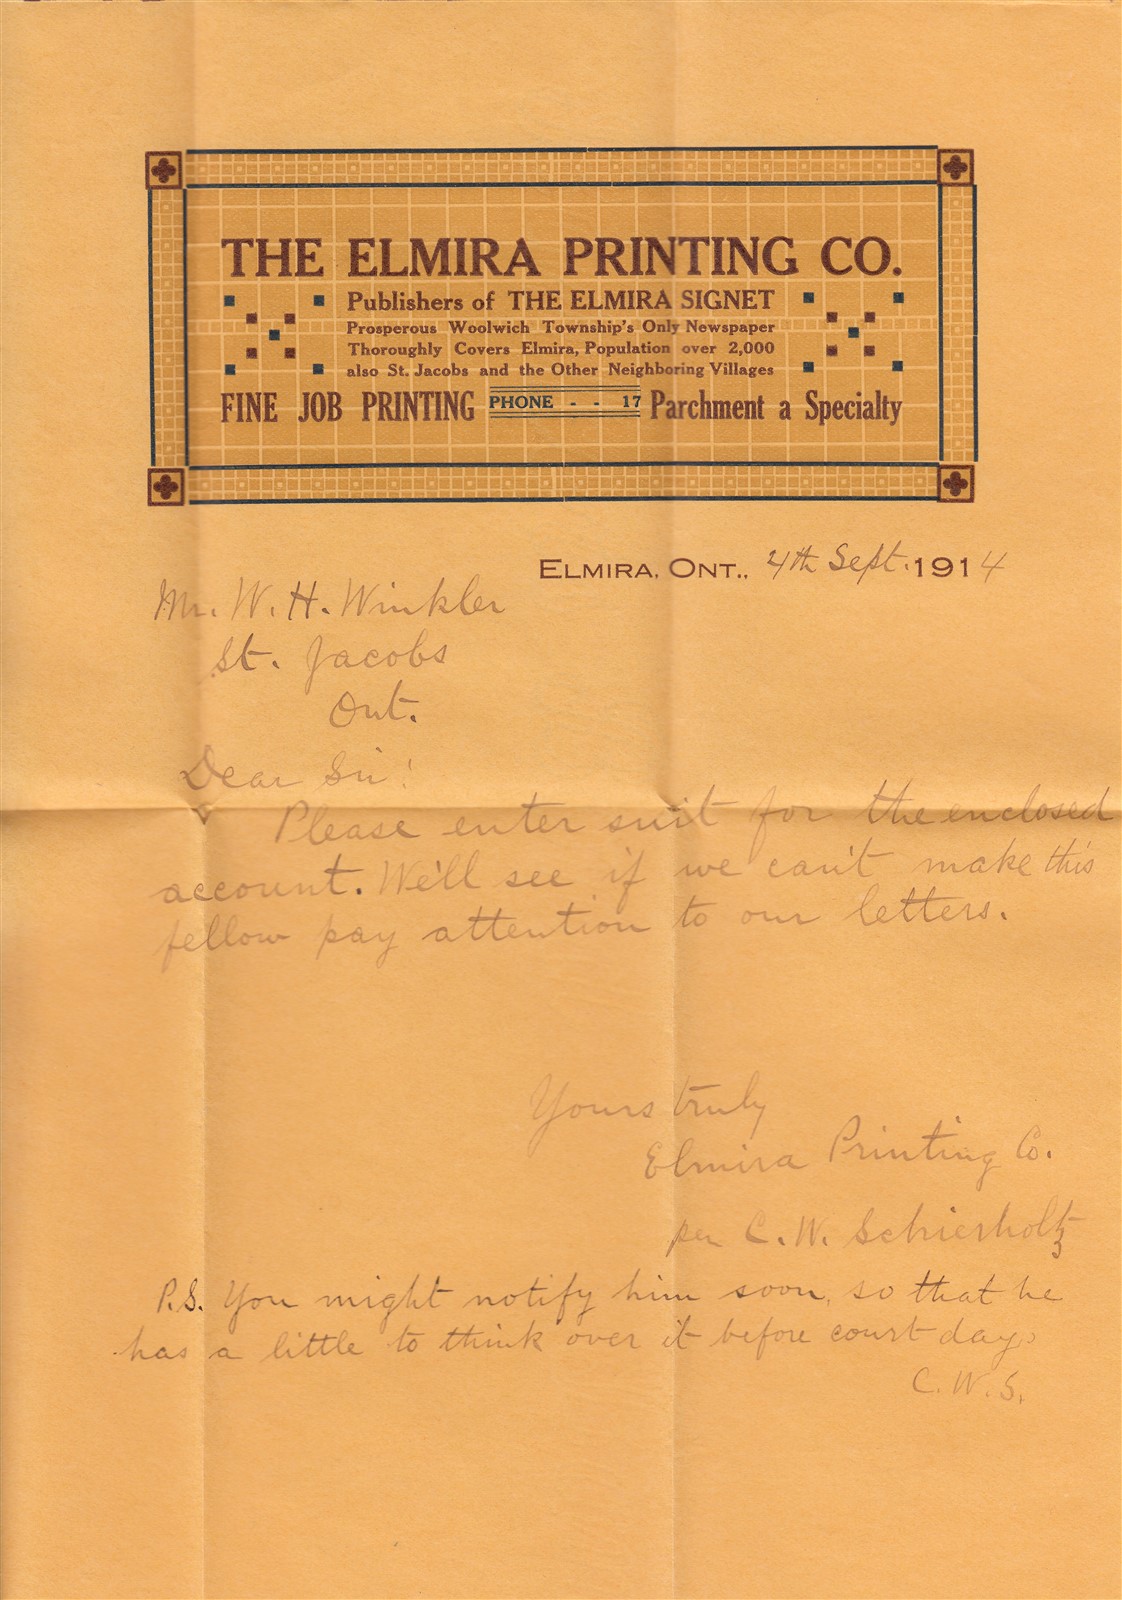 THE ELMIRA PRINTING CO.
Publishers of THE ELMIRA SIGNET
Prosperous Woolwich Township's Only Newspaper
Thoroughly Covers Elmira, Population over 2,000
also St. Jacobs and the Other Neighboring Villages
FINE JOB PRINTING PHONE - - 17 Parchment a Specialty
ELMIRA, ONT., 4th Sept. 1914
Mr. W. H. Winkler
St. Jacobs
Ont.
Dear Sir!
Please enter suit for the enclosed
account. We'll see if we can't make this
fellow pay attention to our letters.
Yours truly
Elmira Printing Co.
per C. W. Schierholtz
P.S. You might notify him soon, so that he
has a little to think over it before court day.
C. W. S.